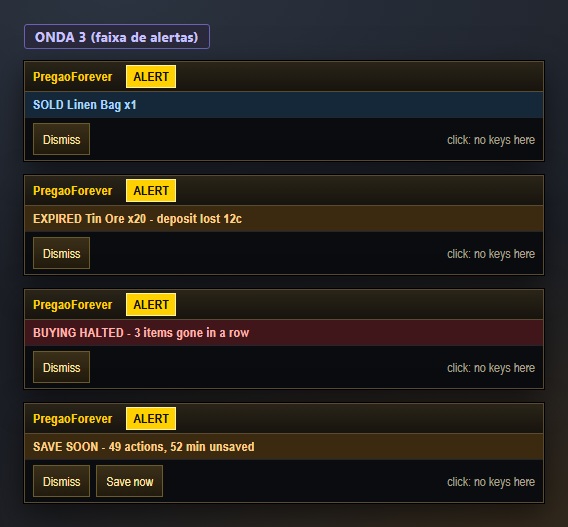 ONDA 3 (faixa de alertas)
PregaoForever ALERT
SOLD Linen Bag x1
Dismiss click: no keys here
PregaoForever ALERT
EXPIRED Tin Ore x20 - deposit lost 12c
Dismiss click: no keys here
PregaoForever ALERT
BUYING HALTED - 3 items gone in a row
Dismiss click: no keys here
PregaoForever ALERT
SAVE SOON - 49 actions, 52 min unsaved
Dismiss Save now click: no keys here